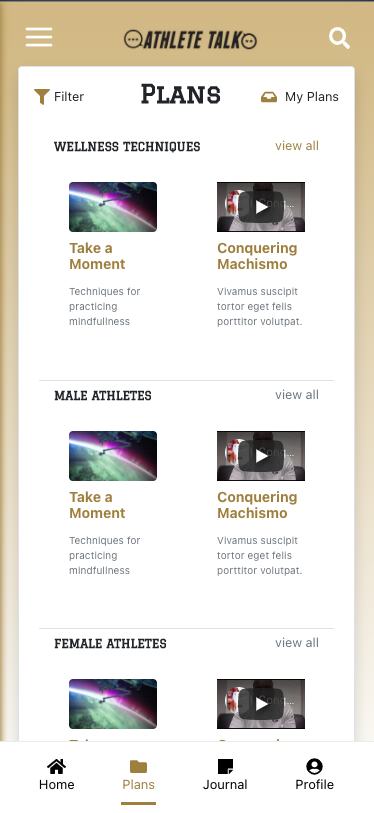 ATHLETE TALK
Filter
PLANS
My Plans
WELLNESS TECHNIQUES
view all
Take a
Moment
Techniques for
practicing
mindfullness
Conquering
Machismo
Vivamus suscipit
tortor eget felis
porttitor volutpat.
MALE ATHLETES
view all
Take a
Moment
Techniques for
practicing
mindfullness
Conquering
Machismo
Vivamus suscipit
tortor eget felis
porttitor volutpat.
FEMALE ATHLETES
view all
Home
Plans
Journal
Profile